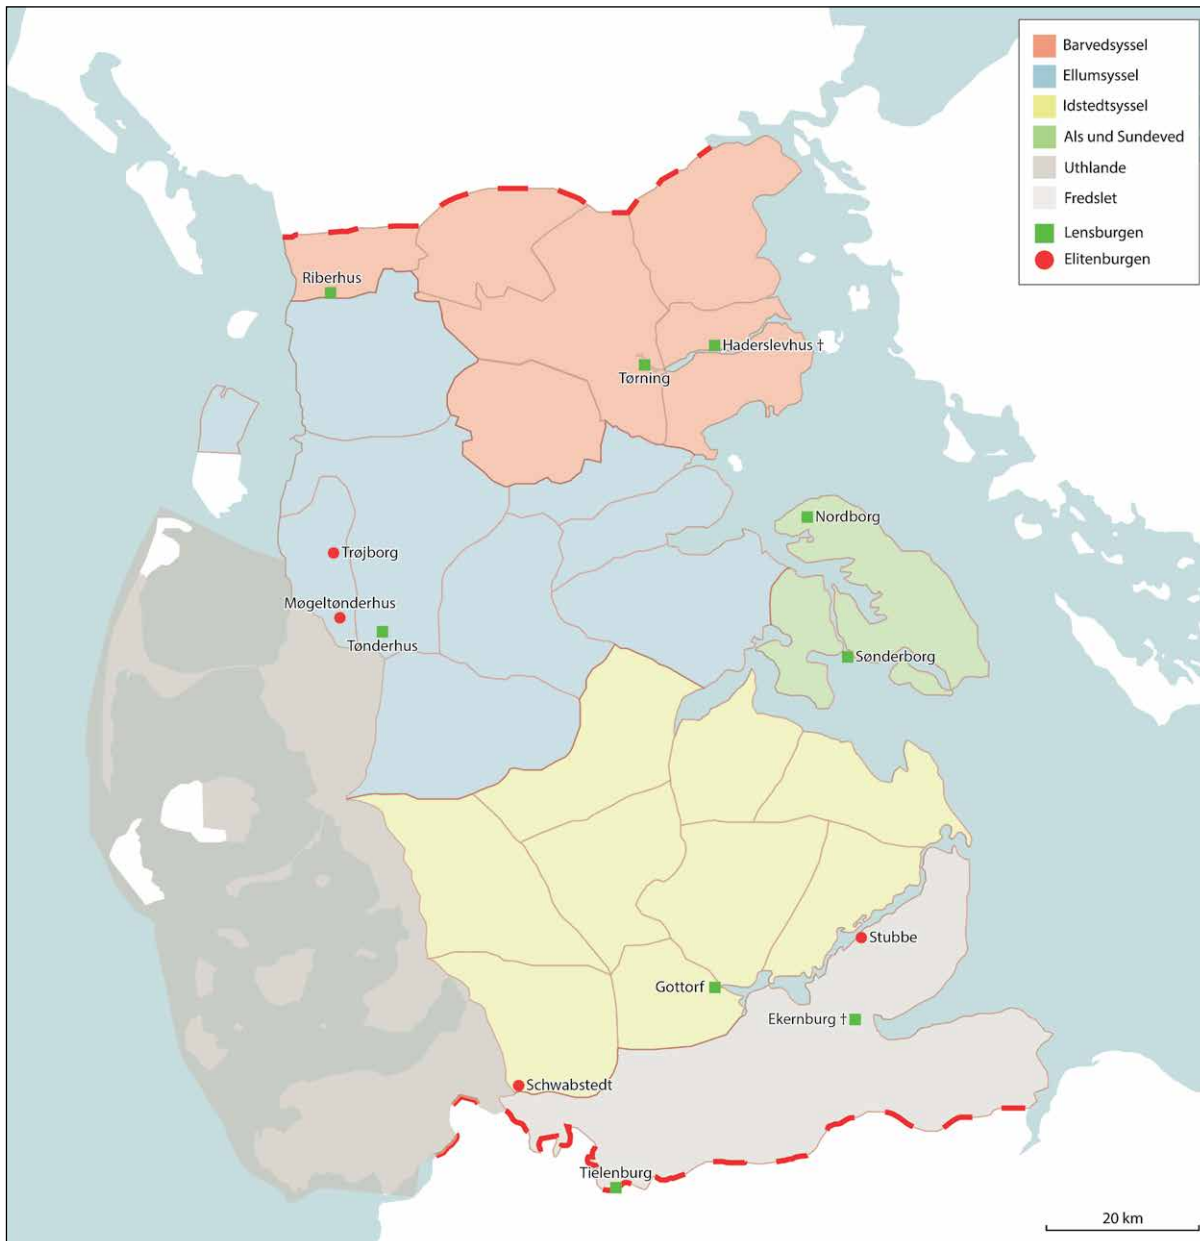 Barvedsyssel
Ellumsyssel
Idstedtsyssel
Als und Sundeved
Uthlande
Fredslet
Lensburgen
Elitenburgen
Riberhus
Haderslevhus †
Tørning
Nordborg
Trøjborg
Møgeltønderhus
Tønderhus
Sønderborg
Stubbe
Gottorf
Ekernburg †
Schwabstedt
Tielenburg
20 km